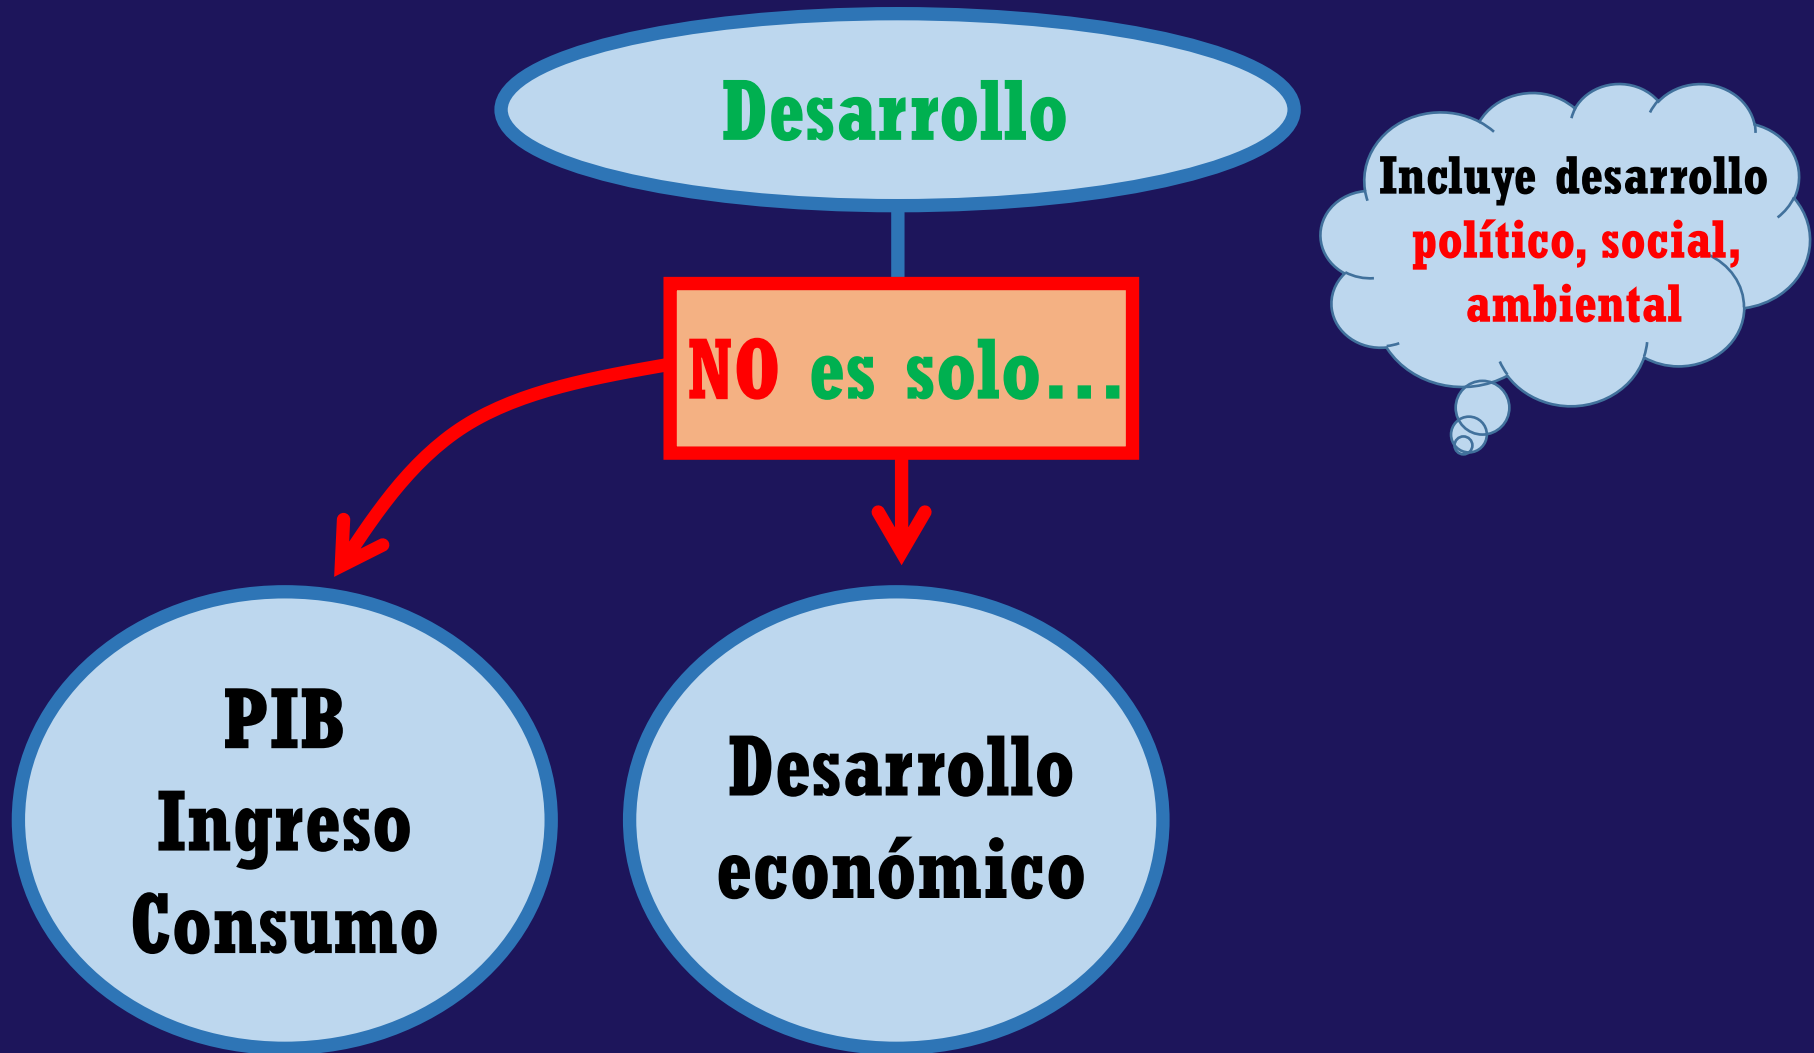 Desarrollo
Incluye desarrollo
político, social,
ambiental
NO es solo...
PIB
Ingreso
Consumo
Desarrollo
económico